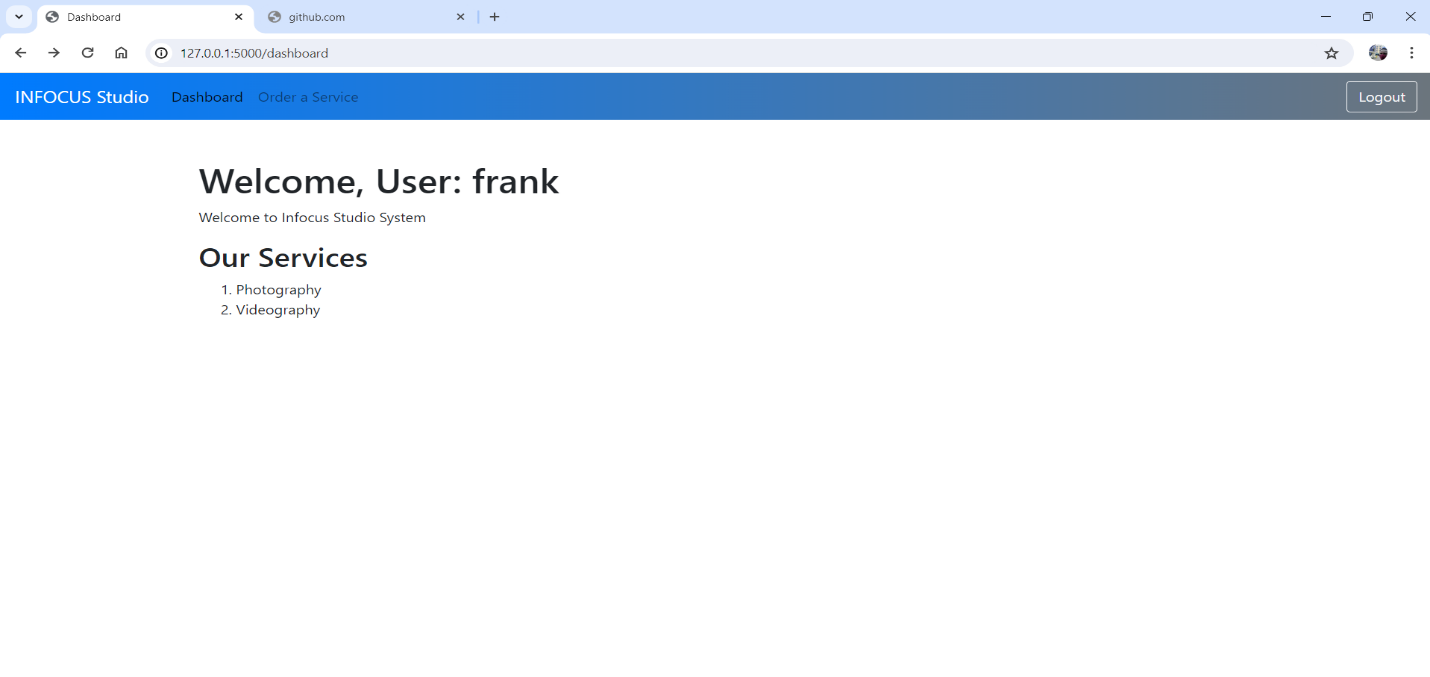 Dashboard github.com
127.0.0.1:5000/dashboard
INFOCUS Studio Dashboard Order a Service Logout
Welcome, User: frank
Welcome to Infocus Studio System
Our Services
1. Photography
2. Videography